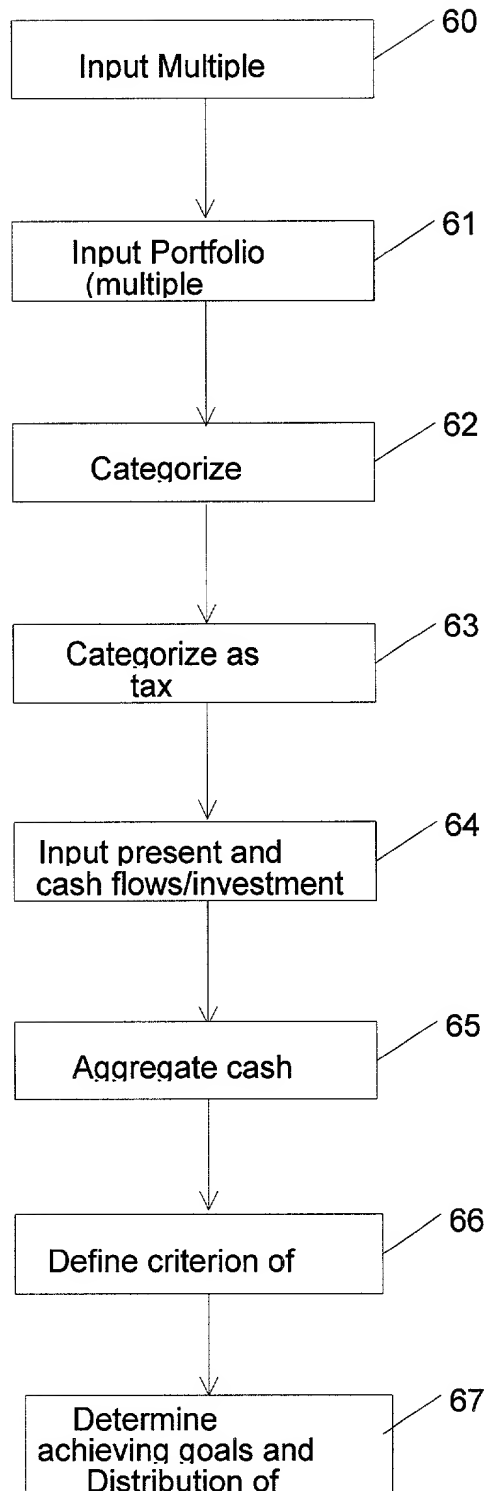 60
Input Multiple
61
Input Portfolio
(multiple
62
Categorize
63
Categorize as
tax
64
Input present and
cash flows/investment
65
Aggregate cash
66
Define criterion of
67
Determine
achieving goals and
Distribution of